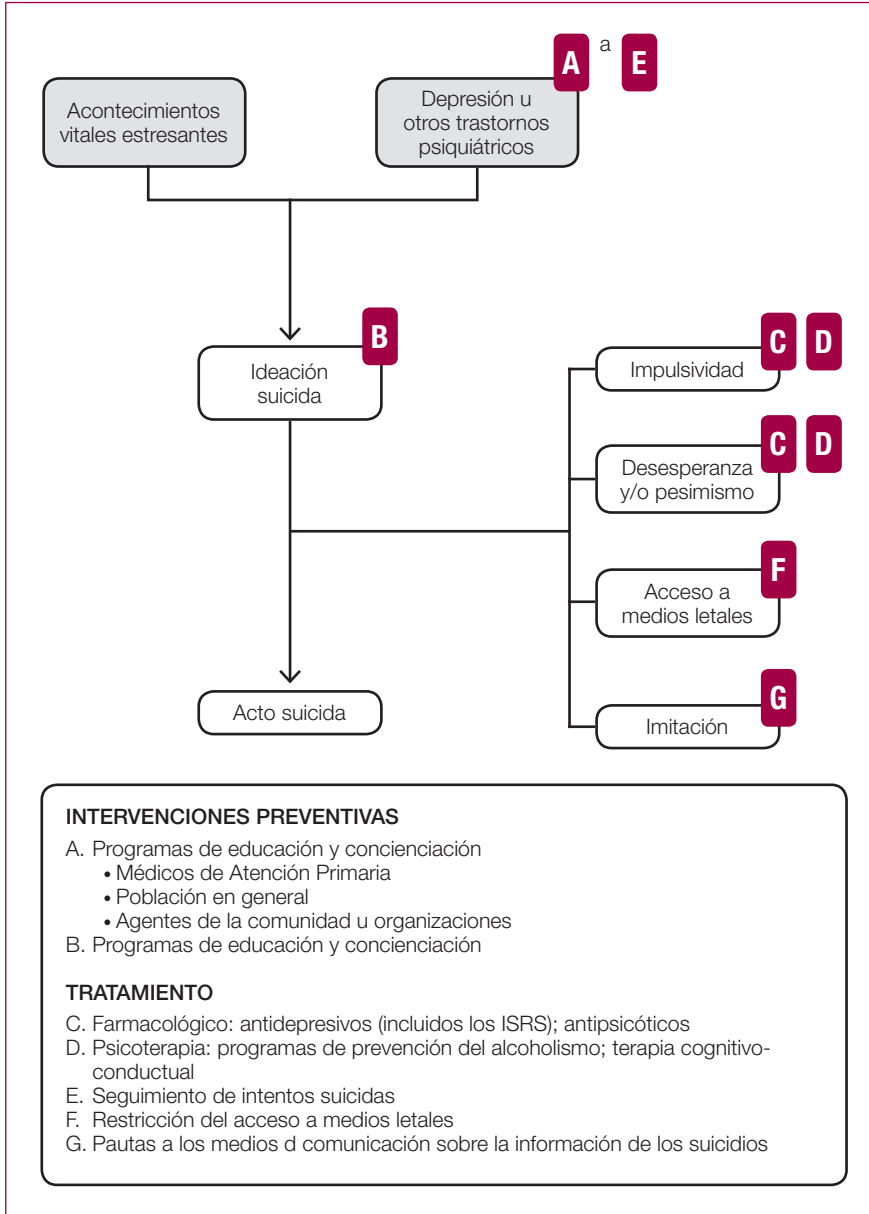 A a E
Acontecimientos
vitales estresantes
Depresión u
otros trastornos
psiquiátricos
B
Ideación
suicida
C D
Impulsividad
C D
Desesperanza
y/o pesimismo
F
Acceso a
medios letales
G
Imitación
Acto suicida
INTERVENCIONES PREVENTIVAS
A. Programas de educación y concienciación
• Médicos de Atención Primaria
• Población en general
• Agentes de la comunidad u organizaciones
B. Programas de educación y concienciación
TRATAMIENTO
C. Farmacológico: antidepresivos (incluidos los ISRS); antipsicóticos
D. Psicoterapia: programas de prevención del alcoholismo; terapia cognitivo-
conductual
E. Seguimiento de intentos suicidas
F. Restricción del acceso a medios letales
G. Pautas a los medios d comunicación sobre la información de los suicidios